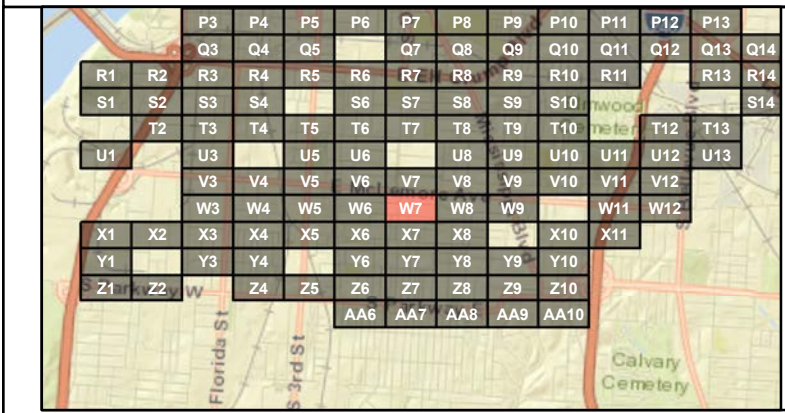 P3 P4 P5 P6 P7 P8 P9 P10 P11 P12 P13
Q3 Q4 Q5 Q7 Q8 Q9 Q10 Q11 Q12 Q13 Q14
R1 R2 R3 R4 R5 R6 R7 R8 R9 R10 R11 R13 R14
S1 S2 S3 S4 S6 S7 S8 S9 S10 S14
T2 T3 T4 T5 T6 T7 T8 T9 T10 T12 T13
Cemeter
U1 U3 U5 U6 U8 U9 U10 U11 U12 U13
V3 V4 V5 V6 V7 V8 V9 V10 V11 V12
W3 W4 W5 W6 W7 W8 W9 W11 W12
X1 X2 X3 X4 X5 X6 X7 X8 X10 X11
Y1 Y3 Y4 Y6 Y7 Y8 Y9 Y10
Z1 Z2 Z4 Z5 Z6 Z7 Z8 Z9 Z10
S Parkway W
AA6 AA7 AA8 AA9 AA10
Florida St
S 3rd St
Calvary
Cemetery